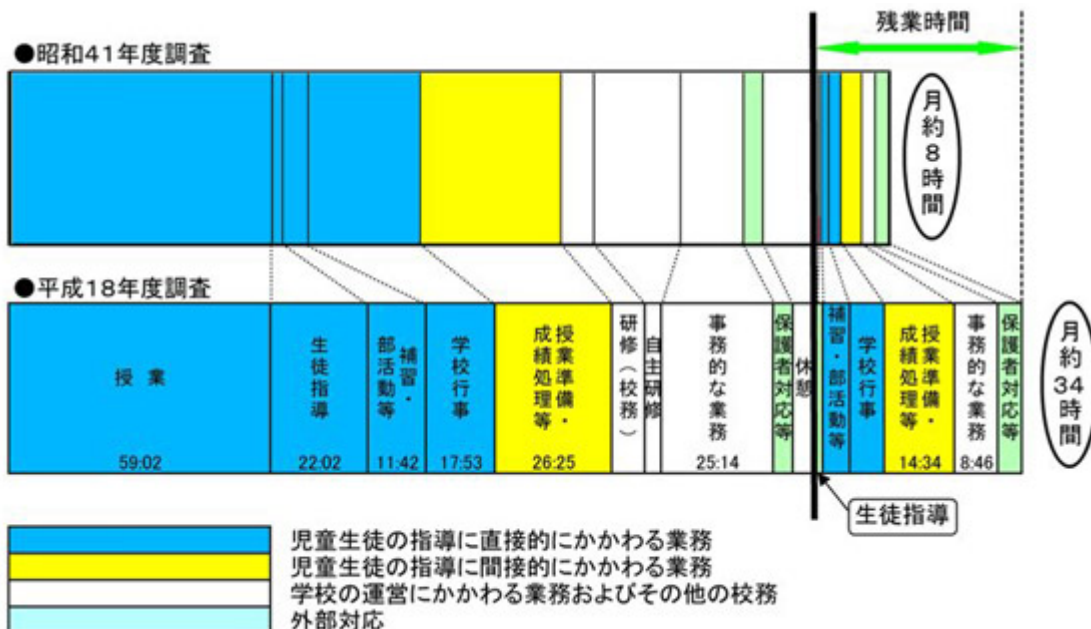 残業時間
●昭和41年度調査
月約8時間
●平成18年度調査
授業
59:02
生徒指導
22:02
補習・
部活動等
11:42
学校行事
17:53
授業準備・
成績処理等
26:25
研修（校務）
自主研修
事務的な業務
25:14
保護者対応等
休憩
補習・部活動等
学校行事
授業準備・
成績処理等
14:34
事務的な業務
8:46
保護者対応等
月約34時間
生徒指導
児童生徒の指導に直接的にかかわる業務
児童生徒の指導に間接的にかかわる業務
学校の運営にかかわる業務およびその他の校務
外部対応